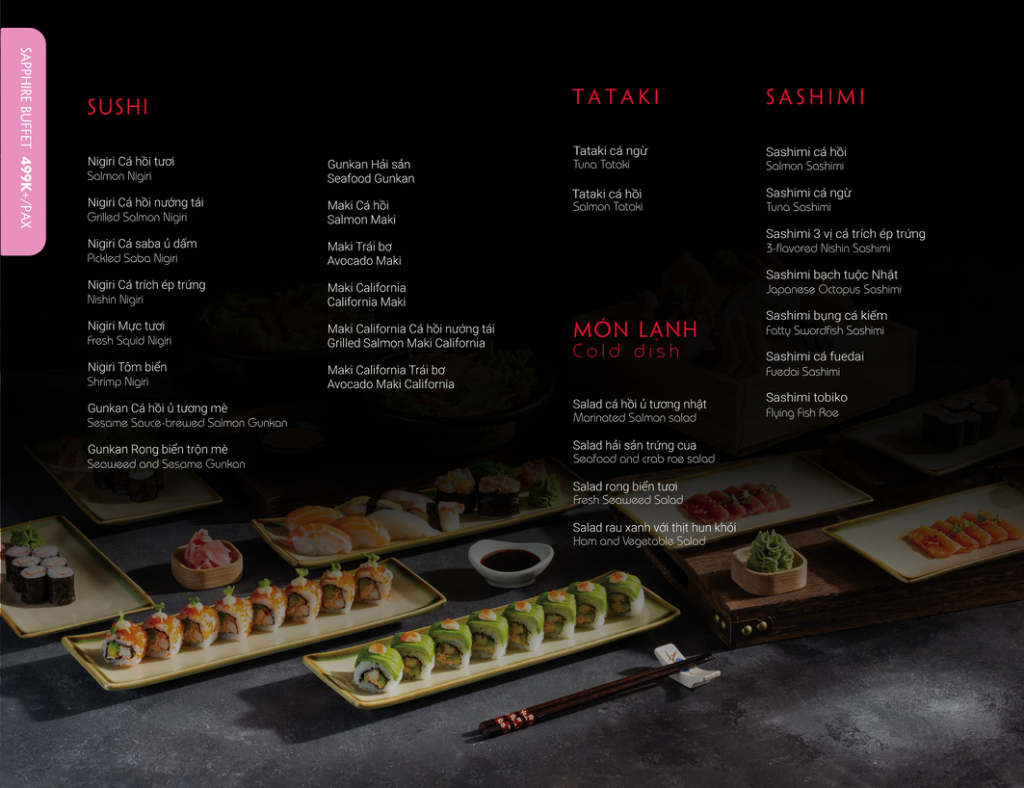 SAPPHIRE BUFFET 499K+/PAX
SUSHI
Nigiri Cá hồi tươi
Salmon Nigiri
Nigiri Cá hồi nướng tái
Grilled Salmon Nigiri
Nigiri Cá saba ủ dấm
Pickled Saba Nigiri
Nigiri Cá trích ép trứng
Nishin Nigiri
Nigiri Mực tươi
Fresh Squid Nigiri
Nigiri Tôm biển
Shrimp Nigiri
Gunkan Cá hồi ủ tương mè
Sesame Sauce-brewed Salmon Gunkan
Gunkan Rong biển trộn mè
Seaweed and Sesame Gunkan
Gunkan Hải sản
Seafood Gunkan
Maki Cá hồi
Salmon Maki
Maki Trái bơ
Avocado Maki
Maki California
California Maki
Maki California Cá hồi nướng tái
Grilled Salmon Maki California
Maki California Trái bơ
Avocado Maki California
TATAKI
Tataki cá ngừ
Tuna Tataki
Tataki cá hồi
Salmon Tataki
MÓN LẠNH
Cold dish
Salad cá hồi ủ tương nhật
Marinated Salmon salad
Salad hải sản trứng cua
Seafood and crab roe salad
Salad rong biển tươi
Fresh Seaweed Salad
Salad rau xanh với thịt hun khói
Ham and Vegetable Salad
SASHIMI
Sashimi cá hồi
Salmon Sashimi
Sashimi cá ngừ
Tuna Sashimi
Sashimi 3 vị cá trích ép trứng
3-flavored Nishin Sashimi
Sashimi bạch tuộc Nhật
Japanese Octopus Sashimi
Sashimi bụng cá kiếm
Fatty Swordfish Sashimi
Sashimi cá fuedai
Fuedai Sashimi
Sashimi tobiko
Flying Fish Roe